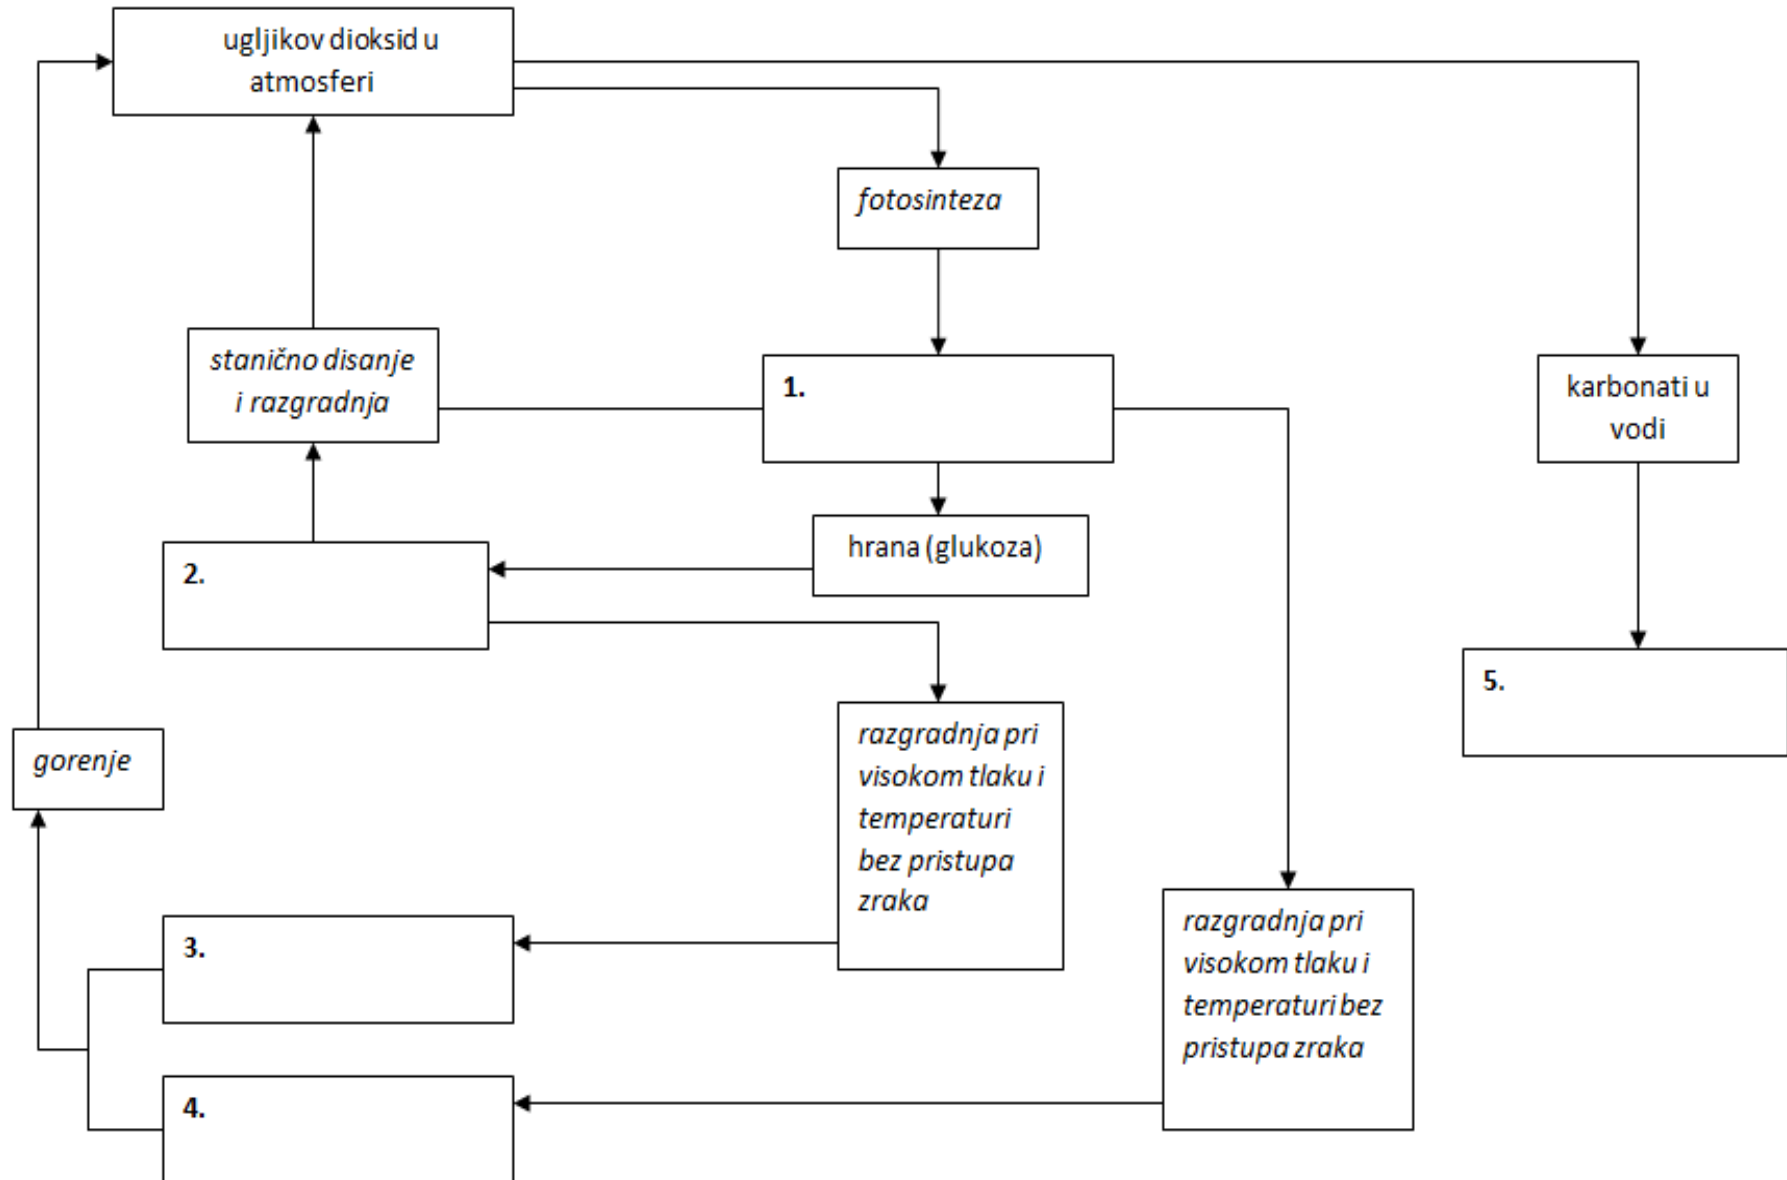 ugljikov dioksid u
atmosferi
fotosinteza
stanično disanje
i razgradnja
1.
karbonati u
vodi
hrana (glukoza)
2.
5.
razgradnja pri
visokom tlaku i
temperaturi
bez pristupa
zraka
gorenje
razgradnja pri
visokom tlaku i
temperaturi bez
pristupa zraka
3.
4.